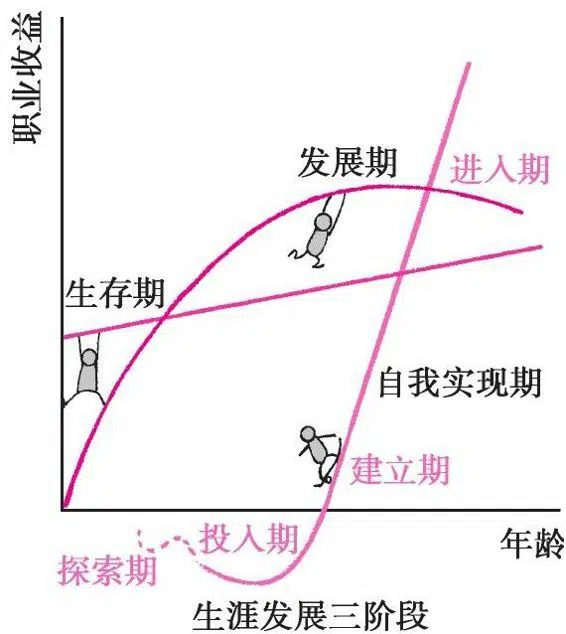 职业收益
发展期
进入期
生存期
自我实现期
建立期
投入期
年龄
探索期
生涯发展三阶段